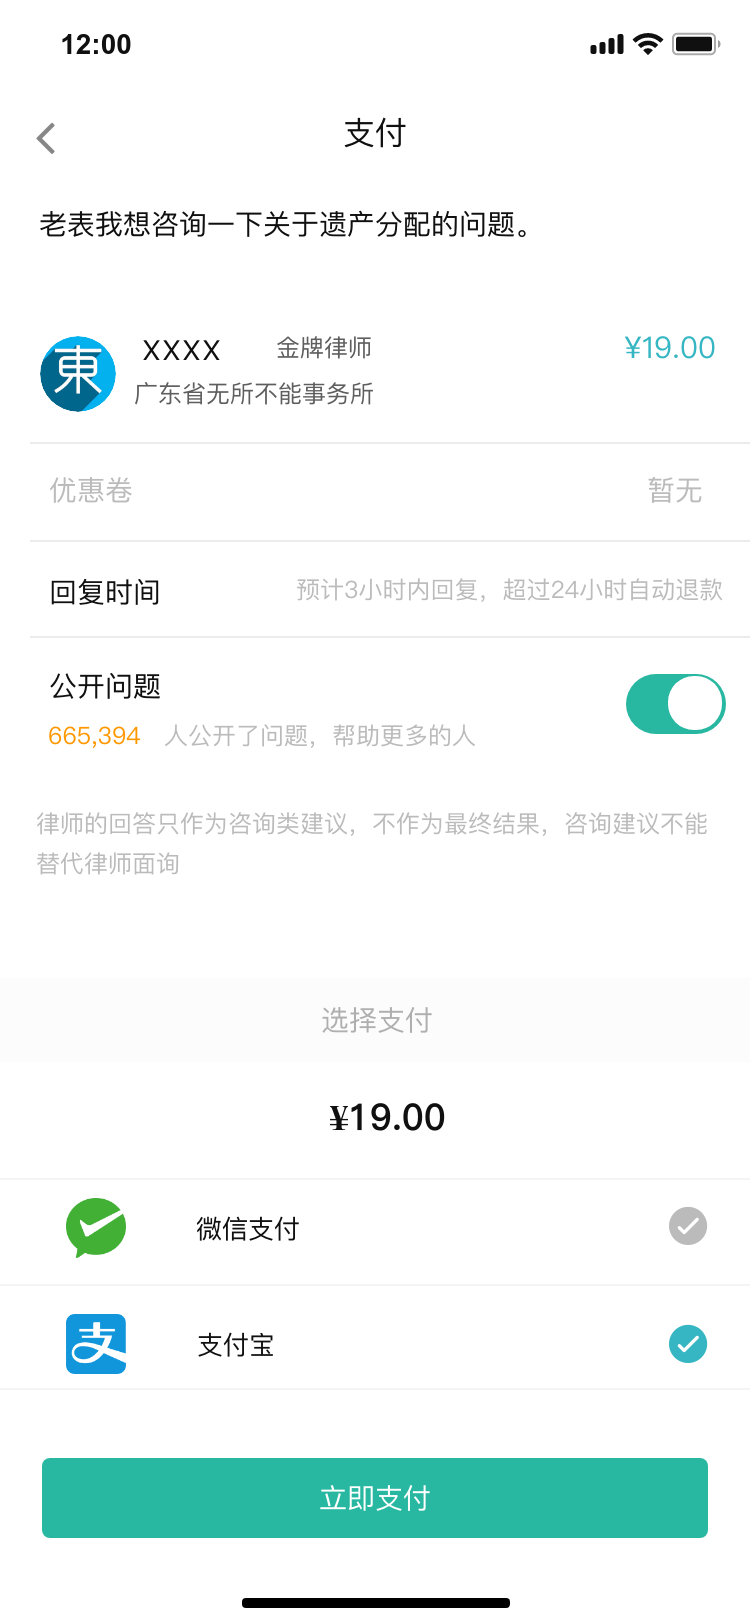 12:00
支付
老表我想咨询一下关于遗产分配的问题。
XXXX 金牌律师 ¥19.00
東
广东省无所不能事务所
优惠卷 暂无
回复时间 预计3小时内回复，超过24小时自动退款
公开问题
665,394 人公开了问题，帮助更多的人
律师的回答只作为咨询类建议，不作为最终结果，咨询建议不能
替代律师面询
选择支付
¥19.00
微信支付
支 支付宝
立即支付